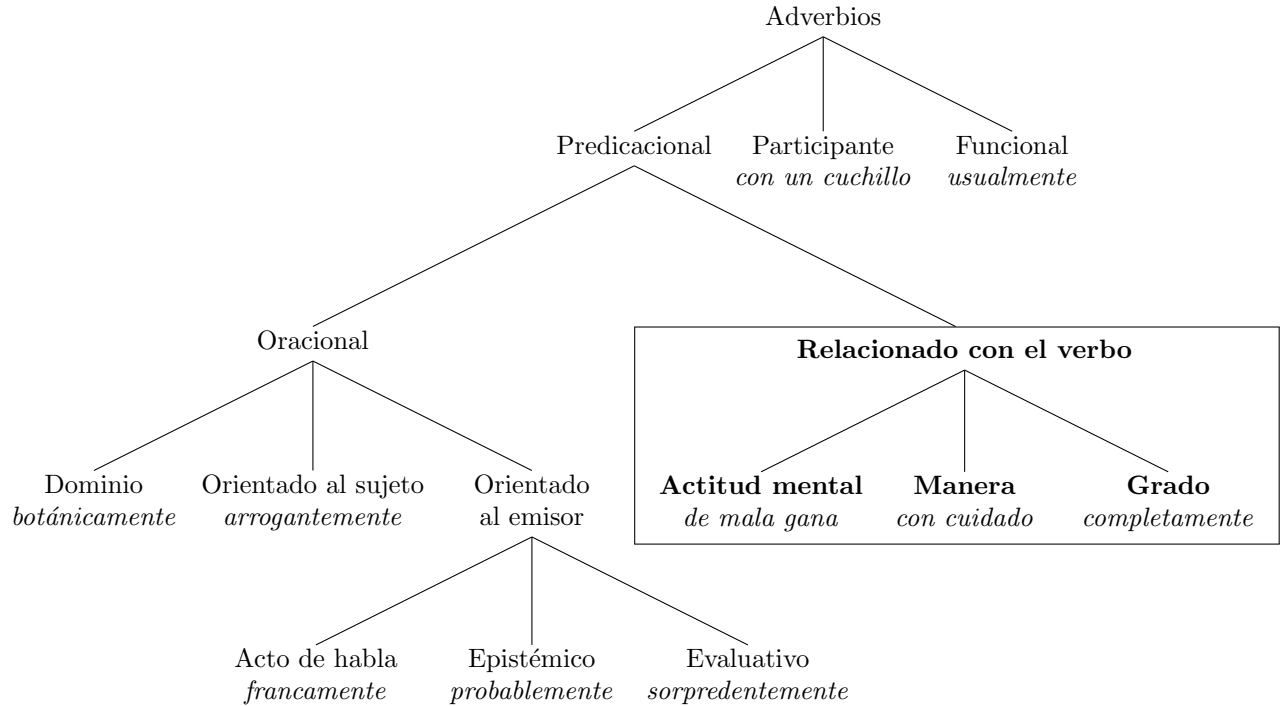 Adverbios
Predicacional Participante Funcional
con un cuchillo usualmente
Oracional
Relacionado con el verbo
Dominio Orientado al sujeto Orientado
botánicamente arrogantemente al emisor
Actitud mental Manera Grado
de mala gana con cuidado completamente
Acto de habla Epistémico Evaluativo
francamente probablemente sorpredentemente